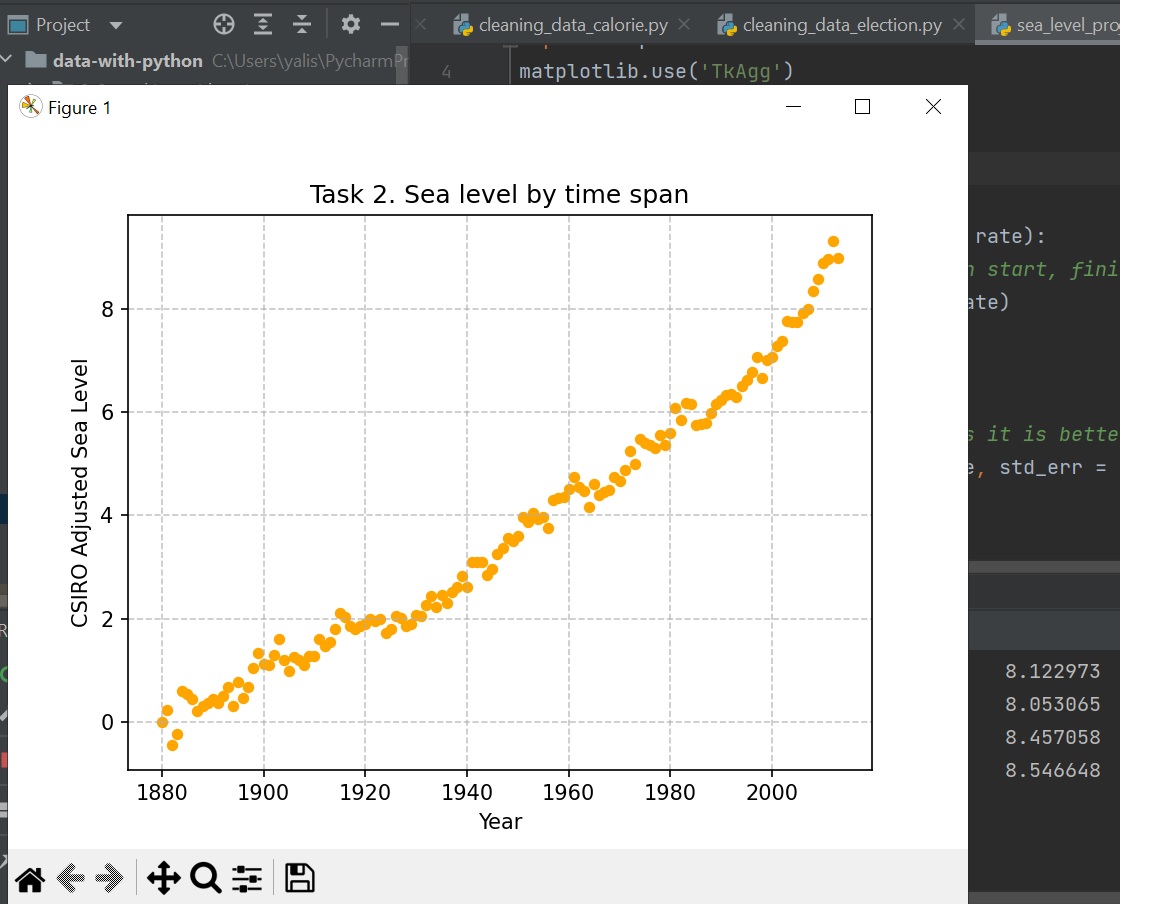 Project
cleaning_data_calorie.py
cleaning_data_election.py
sea_level_pro
data-with-python C:\Users\yalis\PycharmPr
4 matplotlib.use('TkAgg')
Figure 1
Task 2. Sea level by time span
rate):
n start, fini
ate)
s it is bette
e, std_err =
CSIRO Adjusted Sea Level
8
6
4
2
0
1880 1900 1920 1940 1960 1980 2000
Year
8.122973
8.053065
8.457058
8.546648